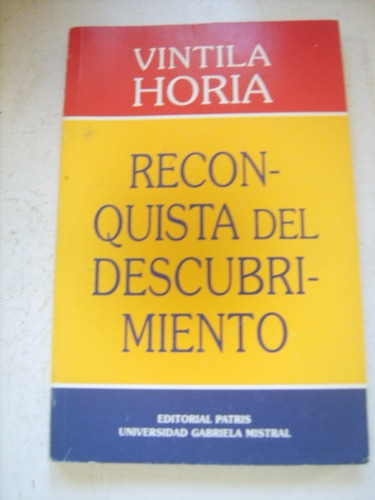 VINTILA
HORIA
RECON-
QUISTA DEL
DESCUBRI-
MIENTO
EDITORIAL PATRIS
UNIVERSIDAD GABRIELA MISTRAL